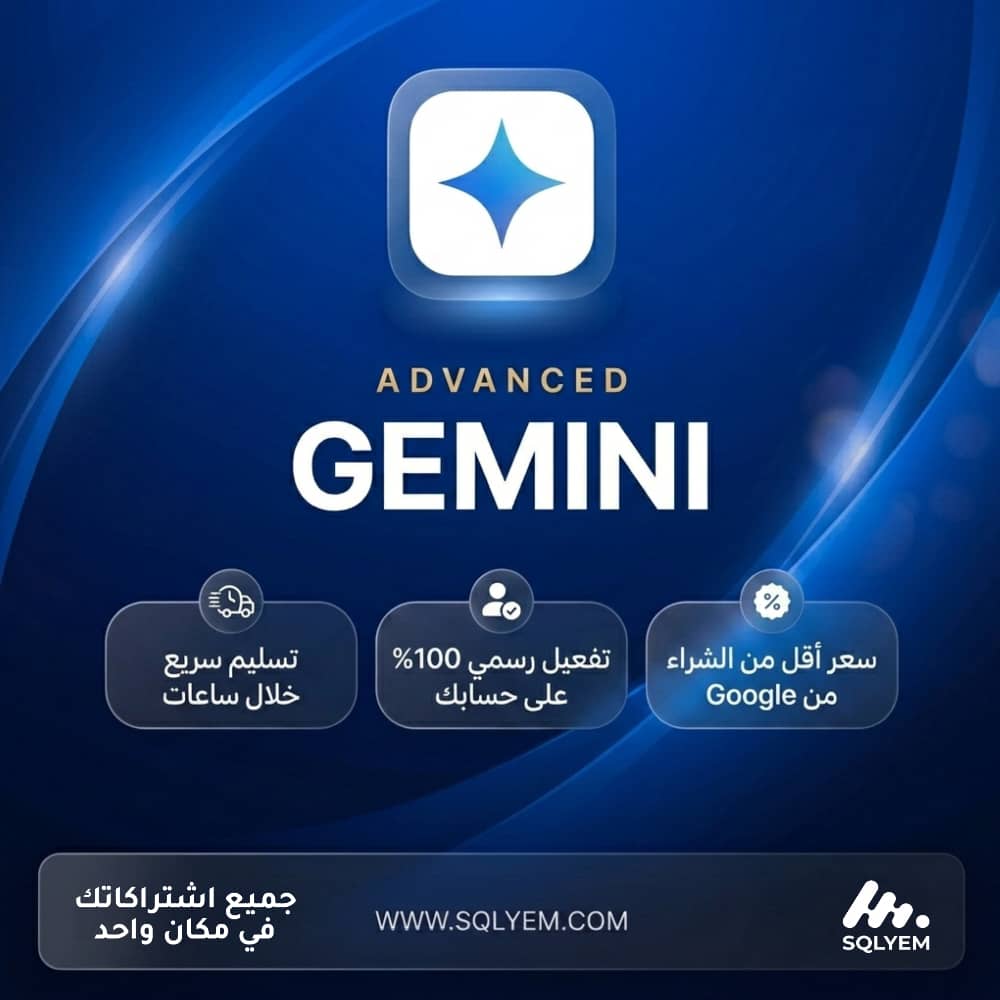 ADVANCED
GEMINI
سعر أقل من الشراء
من Google
تفعيل رسمي 100%
على حسابك
تسليم سريع
خلال ساعات
جميع اشتراكاتك
في مكان واحد
WWW.SQLYEM.COM
SQLYEM